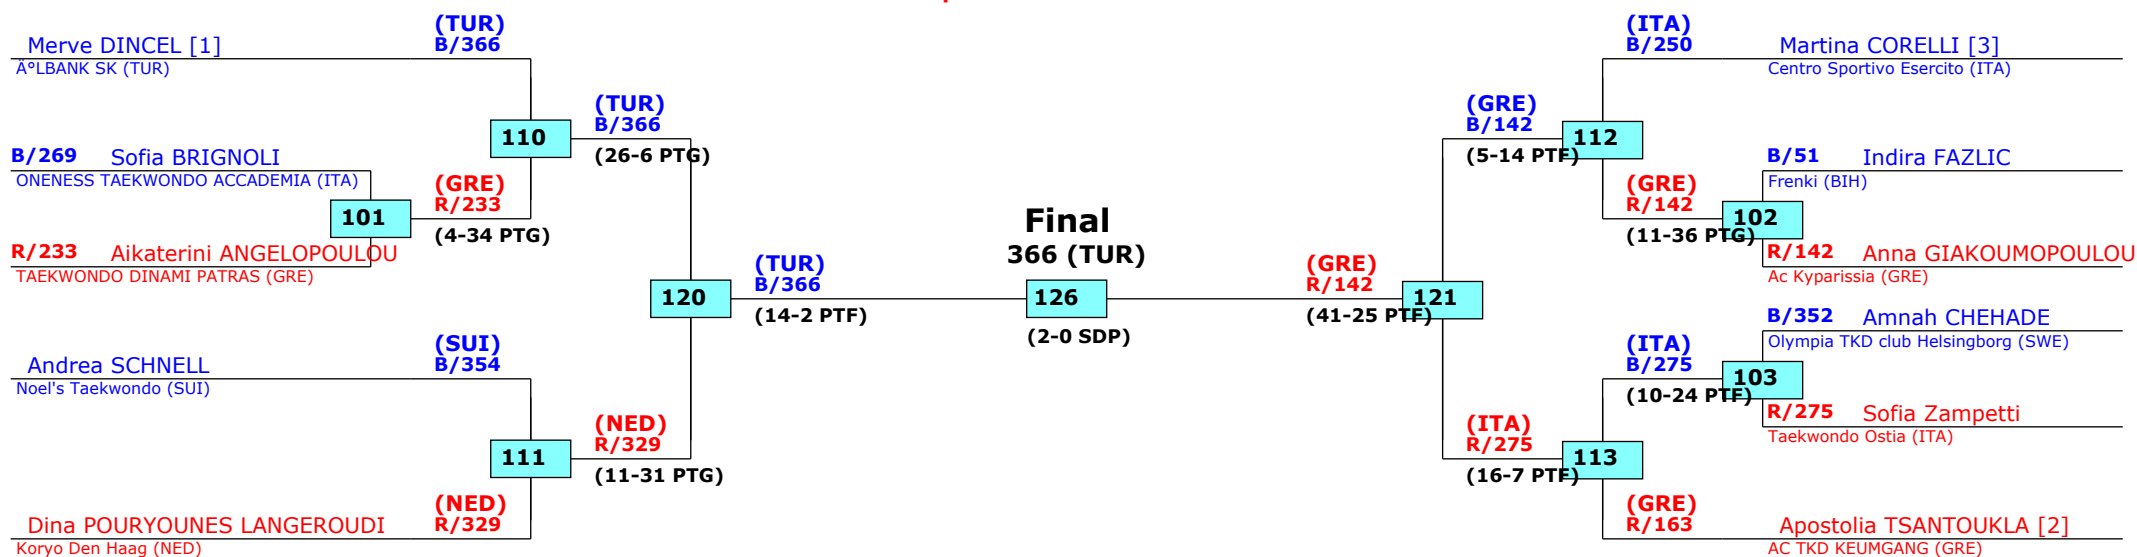 (TUR)
B/366
Merve DINCEL [1]
Ä°LBANK SK (TUR)
110
(TUR)
B/366
(26-6 PTG)
B/269 Sofia BRIGNOLI
ONENESS TAEKWONDO ACCADEMIA (ITA)
101
(GRE)
R/233
(4-34 PTG)
R/233 Aikaterini ANGELOPOULOU
TAEKWONDO DINAMI PATRAS (GRE)
120
(TUR)
B/366
(14-2 PTF)
Andrea SCHNELL
Noel's Taekwondo (SUI)
(SUI)
B/354
111
(NED)
R/329
(11-31 PTG)
(NED)
R/329
Dina POURYOUNES LANGEROUDI
Koryo Den Haag (NED)
Final
366 (TUR)
126
(2-0 SDP)
(ITA)
B/250
Martina CORELLI [3]
Centro Sportivo Esercito (ITA)
(GRE)
B/142
(5-14 PTF)
112
B/51 Indira FAZLIC
Frenki (BIH)
(GRE)
R/142
(11-36 PTG)
102
R/142 Anna GIAKOUMOPOULOU
Ac Kyparissia (GRE)
(GRE)
R/142
(41-25 PTF)
121
B/352 Amnah CHEHADE
Olympia TKD club Helsingborg (SWE)
(ITA)
B/275
(10-24 PTF)
103
R/275 Sofia Zampetti
Taekwondo Ostia (ITA)
(ITA)
R/275
(16-7 PTF)
113
(GRE)
R/163
Apostolia TSANTOUKLA [2]
AC TKD KEUMGANG (GRE)